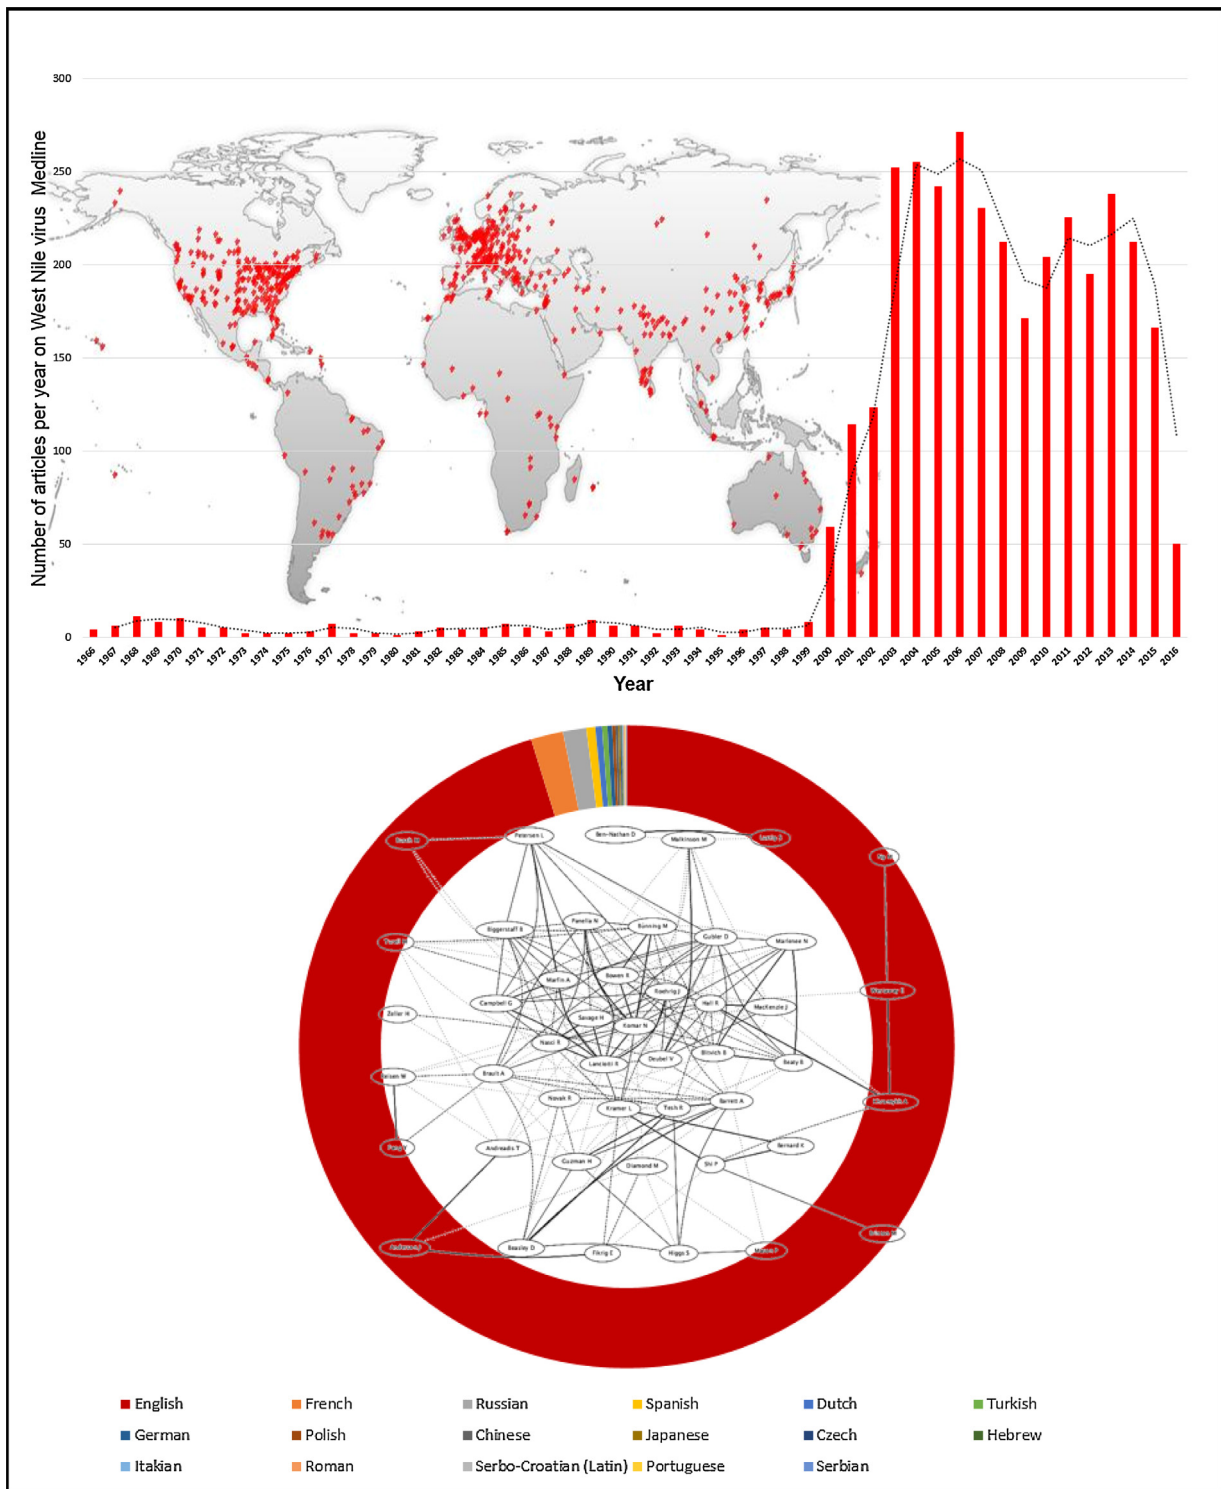 300
250
200
150
100
50
0
Number of articles per year on West Nile virus Medline
1966 1967 1968 1969 1970 1971 1972 1973 1974 1975 1976 1977 1978 1979 1980 1981 1982 1983 1984 1985 1986 1987 1988 1989 1990 1991 1992 1993 1994 1995 1996 1997 1998 1999 2000 2001 2002 2003 2004 2005 2006 2007 2008 2009 2010 2011 2012 2013 2014 2015 2016
Year
Petersen L
Ben-Nathan D
Malkinson M
Biggerstaff B
Panella N
Bunning M
Gubler D
Marlenee N
Marfin A
Bowen R
Roehrig J
Campbell G
Hall R
MacKenzie J
Zeller H
Savage H
Komar N
Nasci R
Lanciotti R
Deubel V
Blitvich B
Beaty B
Brault A
Novak R
Kramer L
Tesh R
Barrett A
Andreadis T
Guzman H
Diamond M
Shi P
Bernard K
Anderson J
Beasley D
Fikrig E
Higgs S
English French Russian Spanish Dutch Turkish
German Polish Chinese Japanese Czech Hebrew
Itakian Roman Serbo-Croatian (Latin) Portuguese Serbian